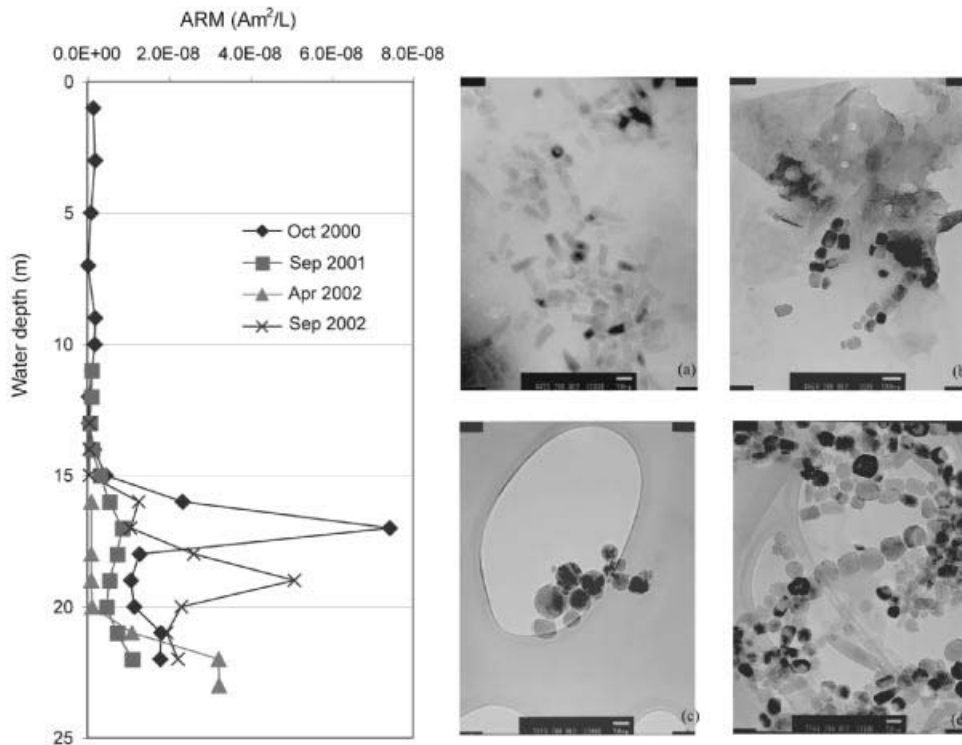 ARM (Am²/L)
0.0E+00 2.0E-08 4.0E-08 6.0E-08 8.0E-08
0
5
10
15
20
25
Water depth (m)
Oct 2000
Sep 2001
Apr 2002
Sep 2002
(a)
(b)
(c)
(d)